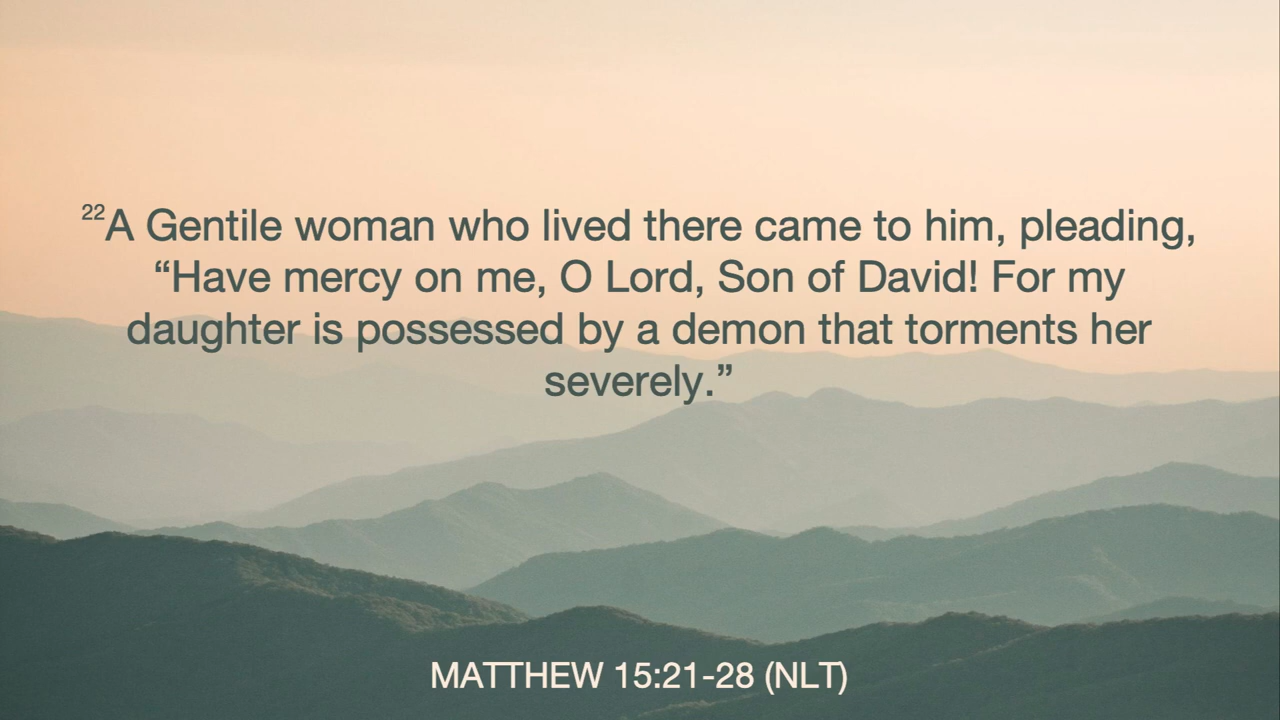 22A Gentile woman who lived there came to him, pleading,
“Have mercy on me, O Lord, Son of David! For my
daughter is possessed by a demon that torments her
severely.”
MATTHEW 15:21-28 (NLT)